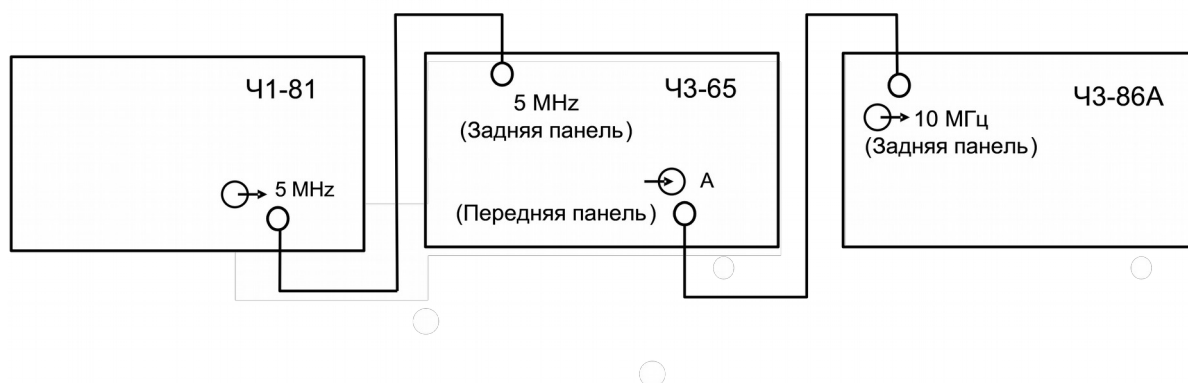 Ч1-81
5 MHz
5 MHz
(Задняя панель)
Ч3-65
A
(Передняя панель)
10 МГц
(Задняя панель)
Ч3-86А